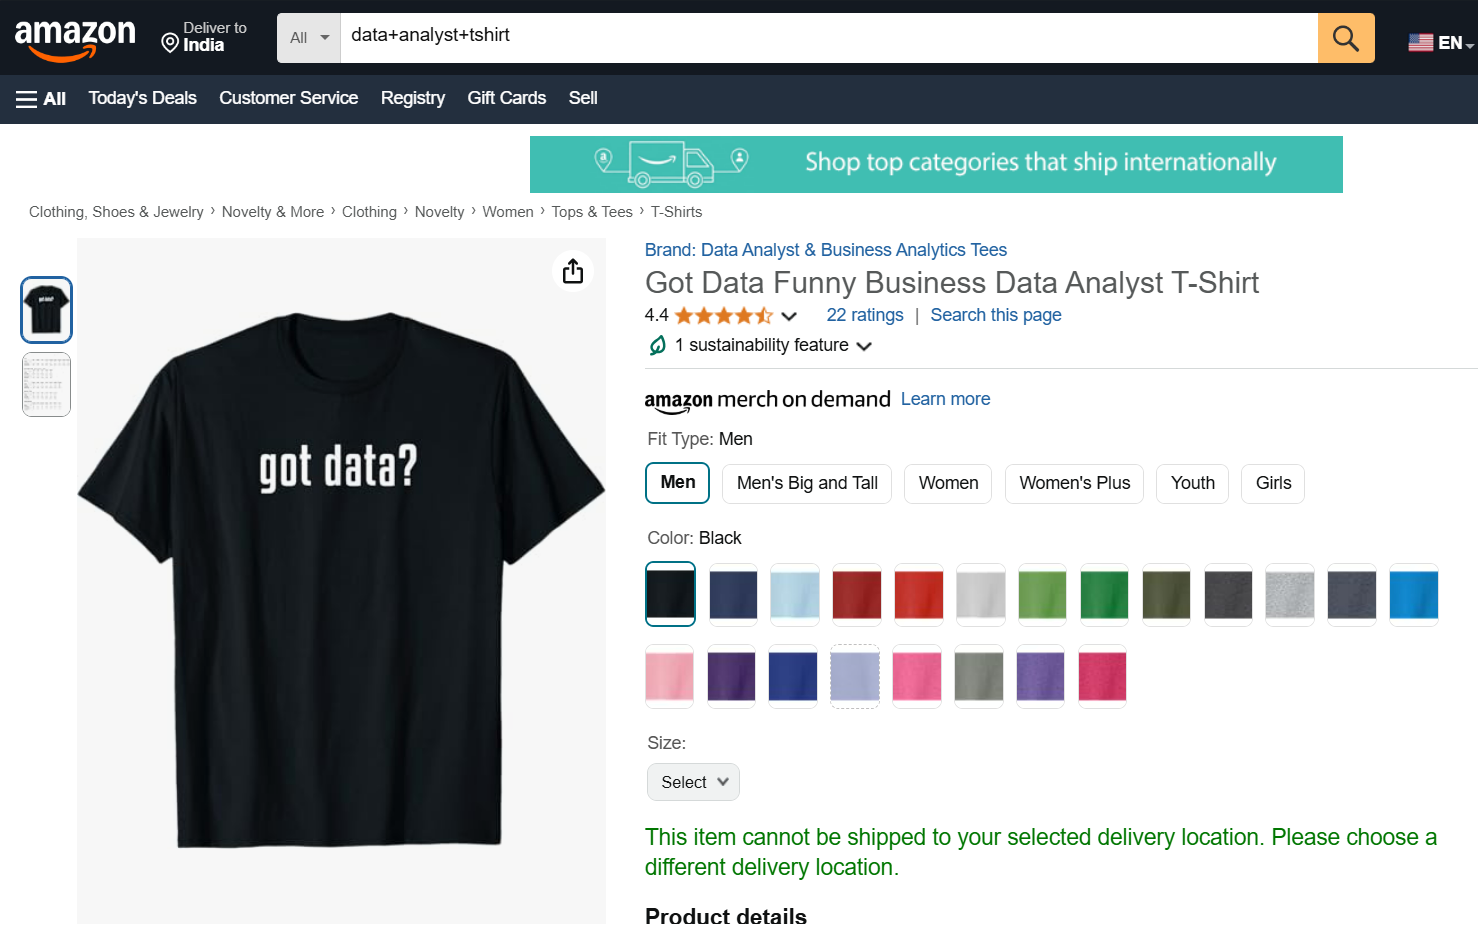 amazon
Deliver to
India
All
data+analyst+tshirt
EN
All
Today's Deals
Customer Service
Registry
Gift Cards
Sell
a
Shop top categories that ship internationally
Clothing, Shoes & Jewelry › Novelty & More › Clothing › Novelty › Women › Tops & Tees › T-Shirts
got data?
got data?
Brand: Data Analyst & Business Analytics Tees
Got Data Funny Business Data Analyst T-Shirt
4.4
22 ratings | Search this page
1 sustainability feature
amazon merch on demand Learn more
Fit Type: Men
Men
Men's Big and Tall
Women
Women's Plus
Youth
Girls
Color: Black
Size:
Select
This item cannot be shipped to your selected delivery location. Please choose a
different delivery location.
Product details